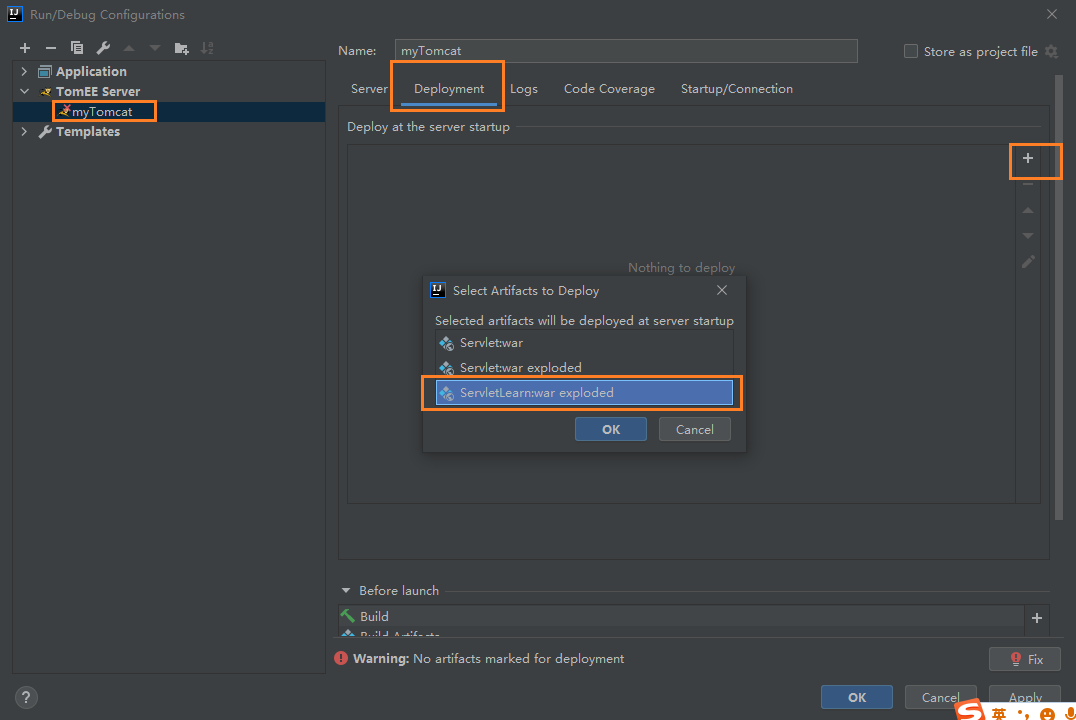 Run/Debug Configurations
Name: myTomcat
Store as project file
Application
TomEE Server
myTomcat
Templates
Server Deployment Logs Code Coverage Startup/Connection
Deploy at the server startup
Nothing to deploy
Select Artifacts to Deploy
Selected artifacts will be deployed at server startup
Servlet:war
Servlet:war exploded
ServletLearn:war exploded
OK Cancel
Before launch
Build
Build Artifacts
Warning: No artifacts marked for deployment
Fix
? OK Cancel Apply
S 英